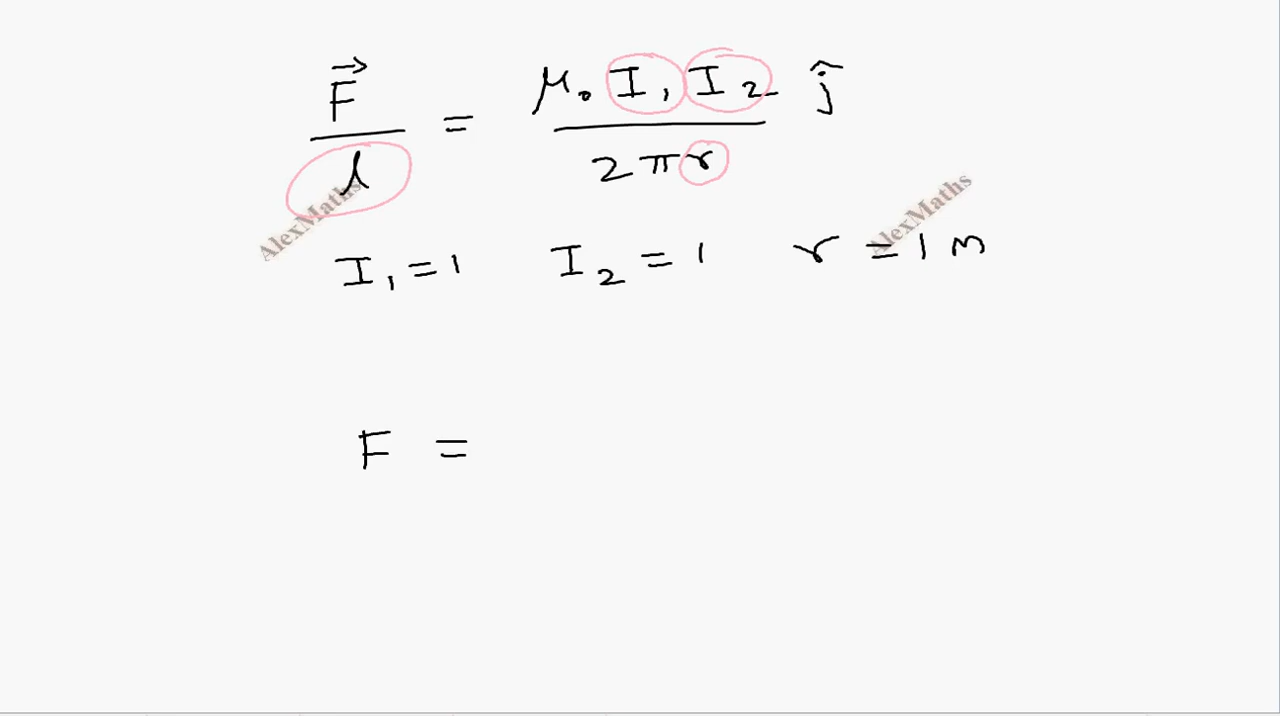 F⃗/l = μ₀ I₁ I₂ / 2πr ĵ
AlexMaths AlexMaths
I₁ = 1 I₂ = 1 r = 1 m
F =